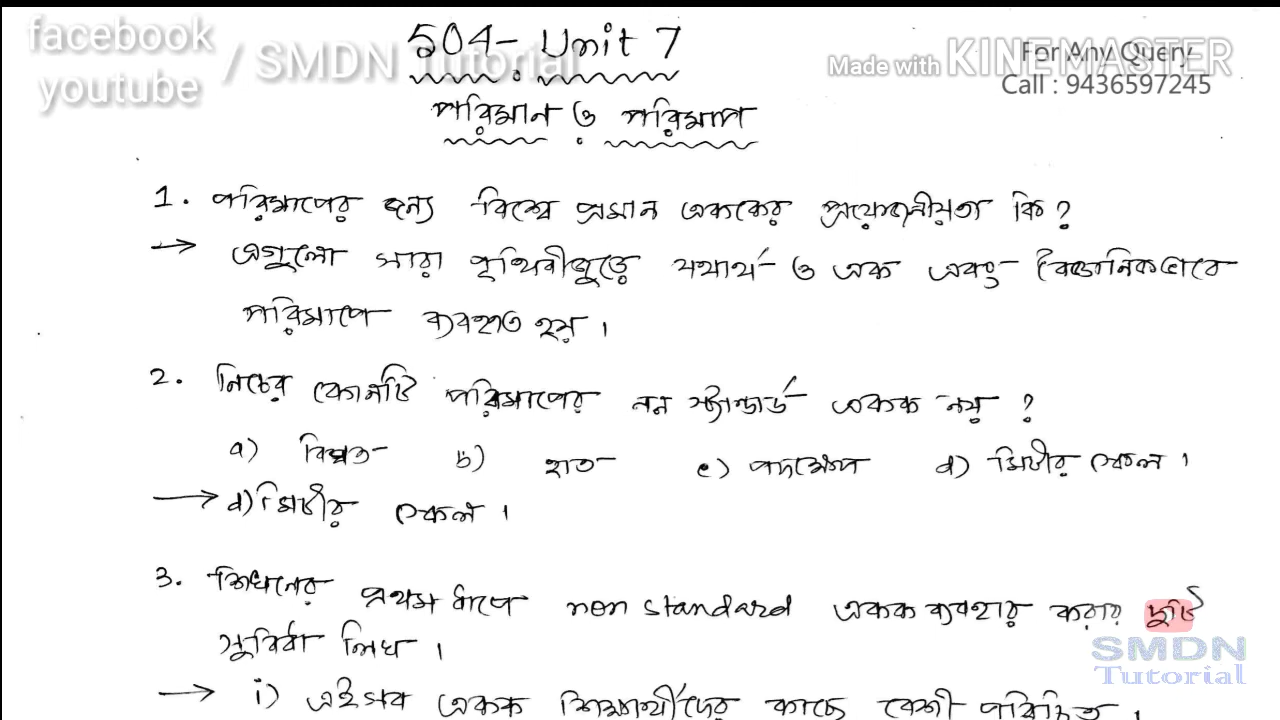 facebook
youtube / SMDN Tutorial
504 - Unit 7
Made with KINEMASTER
For Any Query
Call : 9436597245
পরিমান ও পরিমাপ
1. পরিমাপের জন্য বিশ্বে প্রমান এককের প্রয়োজনীয়তা কি?
→ এগুলো সারা পৃথিবীজুড়ে যথার্থ ও এক এবং বৈজ্ঞানিকভাবে
পরিমাপে ব্যবহৃত হয়।
2. নিচের কোনটি পরিমাপের নন স্ট্যান্ডার্ড একক নয়?
a) বিঘত b) হাত c) পদক্ষেপ d) মিটার স্কেল।
→ d) মিটার স্কেল।
3. শিখনের প্রথম ধাপে non standard একক ব্যবহার করার দুটি
সুবিধা লিখ।
SMDN
Tutorial
→ i) এইসব একক শিক্ষার্থীদের কাছে বেশী পরিচিত।